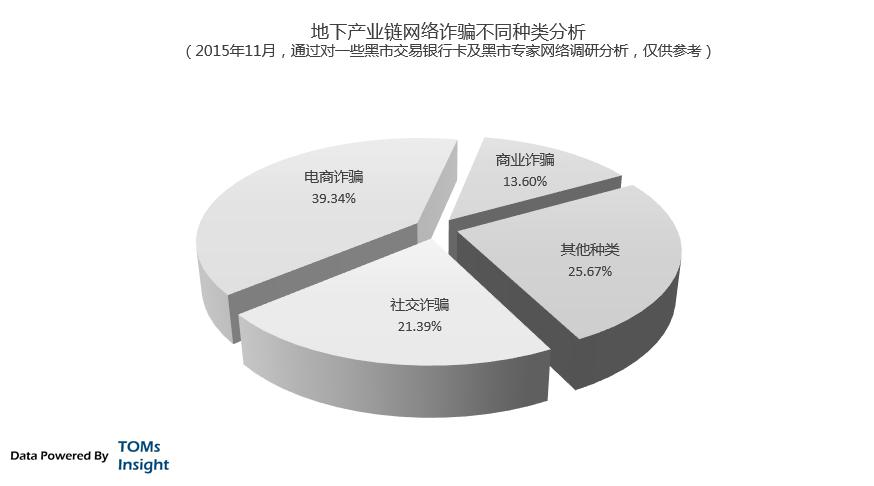 地下产业链网络诈骗不同种类分析
（2015年11月，通过对一些黑市交易银行卡及黑市专家网络调研分析，仅供参考）
商业诈骗
13.60%
电商诈骗
39.34%
其他种类
25.67%
社交诈骗
21.39%
Data Powered By
TOMs
Insight